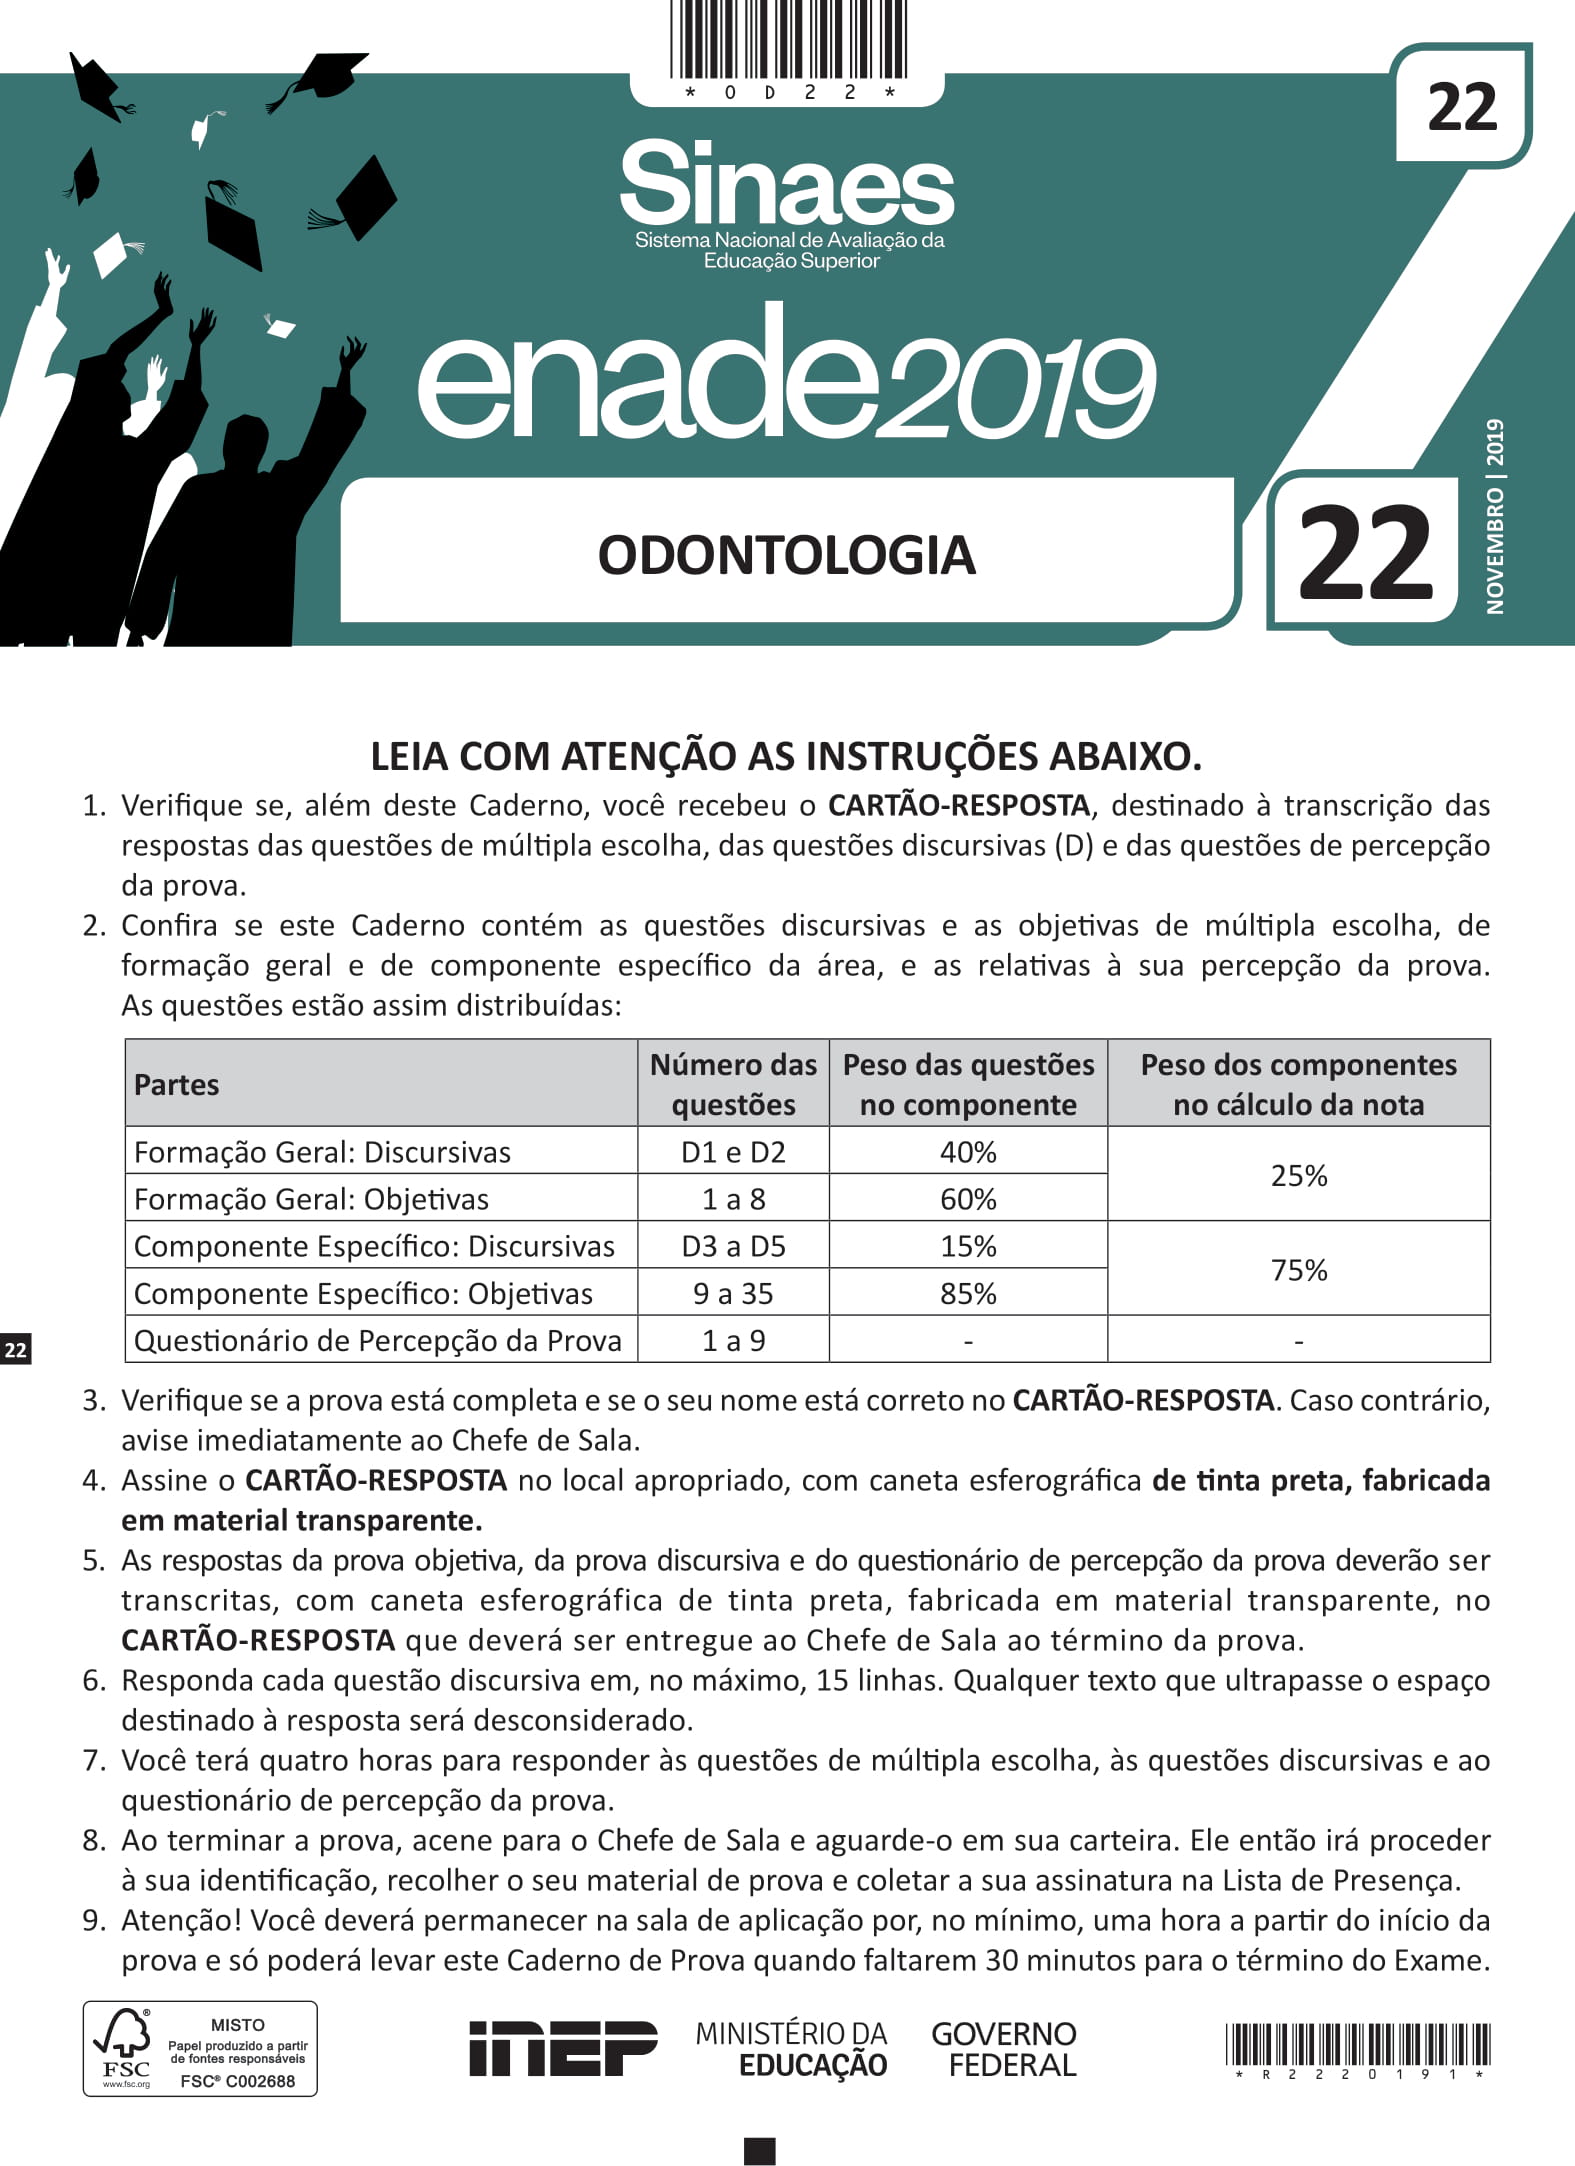 *0D22*
22
Sinaes
Sistema Nacional de Avaliação da
Educação Superior
enade2019
ODONTOLOGIA
22
NOVEMBRO | 2019
LEIA COM ATENÇÃO AS INSTRUÇÕES ABAIXO.
1. Verifique se, além deste Caderno, você recebeu o CARTÃO-RESPOSTA, destinado à transcrição das
respostas das questões de múltipla escolha, das questões discursivas (D) e das questões de percepção
da prova.
2. Confira se este Caderno contém as questões discursivas e as objetivas de múltipla escolha, de
formação geral e de componente específico da área, e as relativas à sua percepção da prova.
As questões estão assim distribuídas:
Partes
Número das
questões
Peso das questões
no componente
Peso dos componentes
no cálculo da nota
Formação Geral: Discursivas D1 e D2 40%
25%
Formação Geral: Objetivas 1 a 8 60%
Componente Específico: Discursivas D3 a D5 15%
75%
Componente Específico: Objetivas 9 a 35 85%
Questionário de Percepção da Prova 1 a 9 - -
22
3. Verifique se a prova está completa e se o seu nome está correto no CARTÃO-RESPOSTA. Caso contrário,
avise imediatamente ao Chefe de Sala.
4. Assine o CARTÃO-RESPOSTA no local apropriado, com caneta esferográfica de tinta preta, fabricada
em material transparente.
5. As respostas da prova objetiva, da prova discursiva e do questionário de percepção da prova deverão ser
transcritas, com caneta esferográfica de tinta preta, fabricada em material transparente, no
CARTÃO-RESPOSTA que deverá ser entregue ao Chefe de Sala ao término da prova.
6. Responda cada questão discursiva em, no máximo, 15 linhas. Qualquer texto que ultrapasse o espaço
destinado à resposta será desconsiderado.
7. Você terá quatro horas para responder às questões de múltipla escolha, às questões discursivas e ao
questionário de percepção da prova.
8. Ao terminar a prova, acene para o Chefe de Sala e aguarde-o em sua carteira. Ele então irá proceder
à sua identificação, recolher o seu material de prova e coletar a sua assinatura na Lista de Presença.
9. Atenção! Você deverá permanecer na sala de aplicação por, no mínimo, uma hora a partir do início da
prova e só poderá levar este Caderno de Prova quando faltarem 30 minutos para o término do Exame.
FSC
www.fsc.org
MISTO
Papel produzido a partir
de fontes responsáveis
FSC® C002688
INEP
MINISTÉRIO DA
EDUCAÇÃO
GOVERNO
FEDERAL
*R2220191*